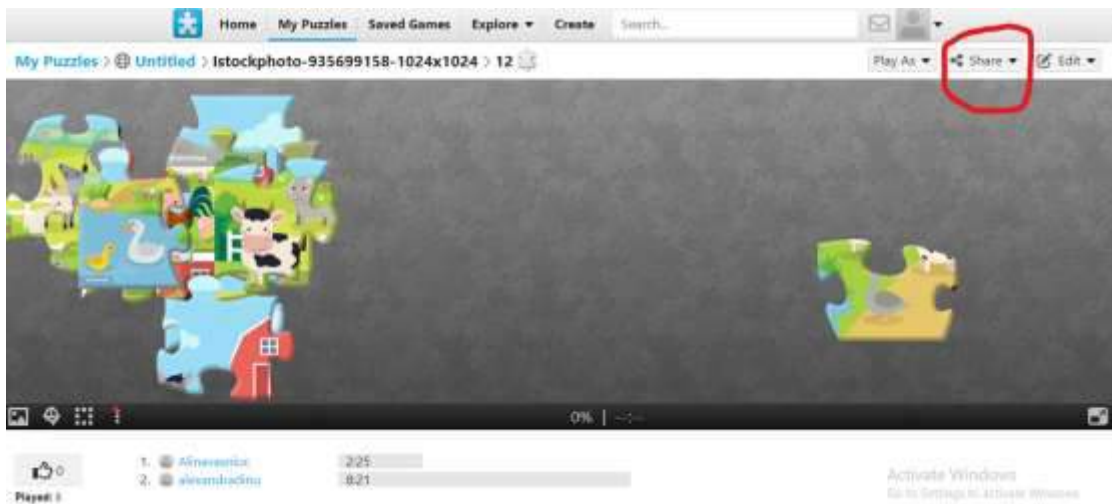 Home My Puzzles Saved Games Explore Create Search...
My Puzzles > Untitled > Istockphoto-935699158-1024x1024 > 12
Play As Share Edit
0% | --:--
0
1. 2:25
2. alexandradinu 8:21
Played:
Activate Windows
Go to Settings to activate Windows